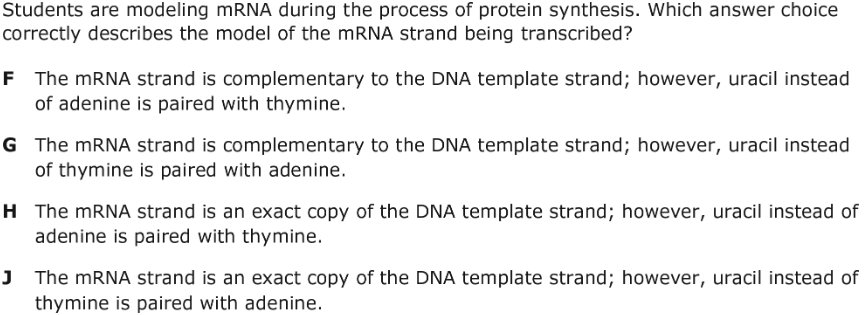 Students are modeling mRNA during the process of protein synthesis. Which answer choice
correctly describes the model of the mRNA strand being transcribed?
F The mRNA strand is complementary to the DNA template strand; however, uracil instead
of adenine is paired with thymine.
G The mRNA strand is complementary to the DNA template strand; however, uracil instead
of thymine is paired with adenine.
H The mRNA strand is an exact copy of the DNA template strand; however, uracil instead of
adenine is paired with thymine.
J The mRNA strand is an exact copy of the DNA template strand; however, uracil instead of
thymine is paired with adenine.